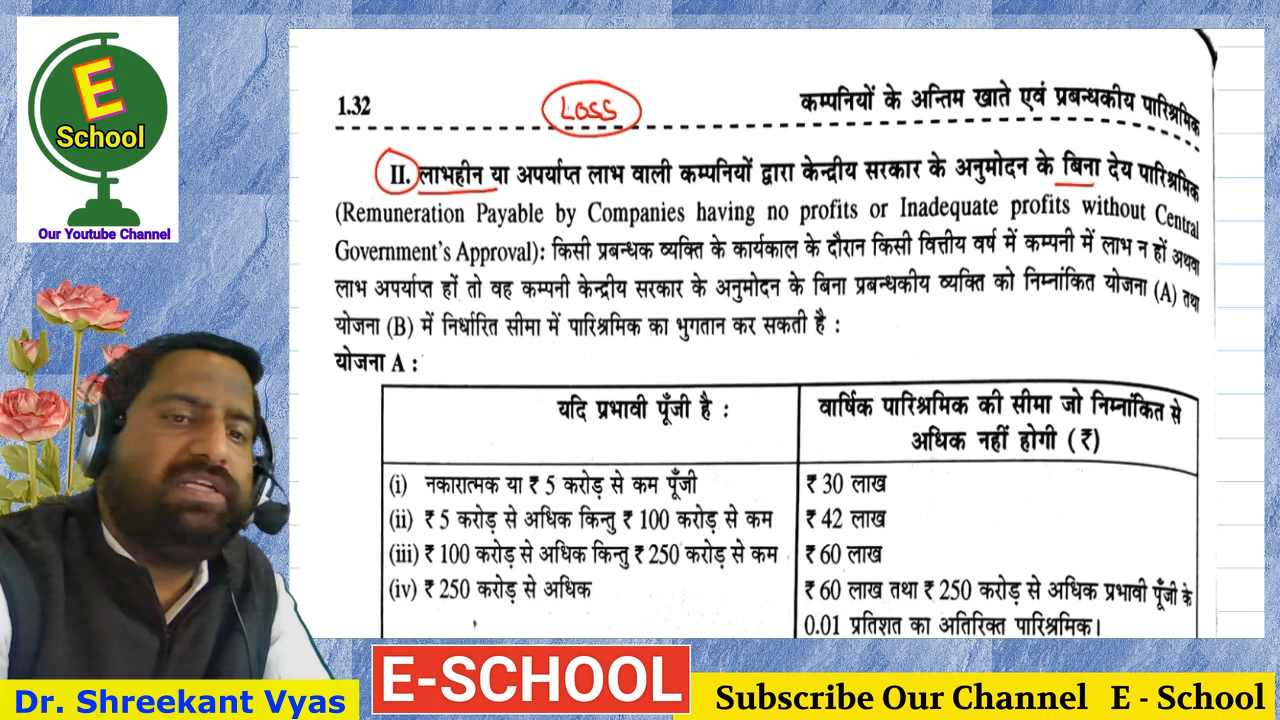 E
School
Our Youtube Channel
1.32
Loss
कम्पनियों के अन्तिम खाते एवं प्रबन्धकीय पारिश्रमिक
II. लाभहीन या अपर्याप्त लाभ वाली कम्पनियों द्वारा केन्द्रीय सरकार के अनुमोदन के बिना देय पारिश्रमिक
(Remuneration Payable by Companies having no profits or Inadequate profits without Central
Government's Approval): किसी प्रबन्धक व्यक्ति के कार्यकाल के दौरान किसी वित्तीय वर्ष में कम्पनी में लाभ न हों अथवा
लाभ अपर्याप्त हों तो वह कम्पनी केन्द्रीय सरकार के अनुमोदन के बिना प्रबन्धकीय व्यक्ति को निम्नांकित योजना (A) तथा
योजना (B) में निर्धारित सीमा में पारिश्रमिक का भुगतान कर सकती है :
योजना A :
यदि प्रभावी पूँजी है :
वार्षिक पारिश्रमिक की सीमा जो निम्नांकित से
अधिक नहीं होगी (₹)
(i) नकारात्मक या ₹ 5 करोड़ से कम पूँजी ₹ 30 लाख
(ii) ₹ 5 करोड़ से अधिक किन्तु ₹ 100 करोड़ से कम ₹ 42 लाख
(iii) ₹ 100 करोड़ से अधिक किन्तु ₹ 250 करोड़ से कम ₹ 60 लाख
(iv) ₹ 250 करोड़ से अधिक ₹ 60 लाख तथा ₹ 250 करोड़ से अधिक प्रभावी पूँजी के
0.01 प्रतिशत का अतिरिक्त पारिश्रमिक।
Dr. Shreekant Vyas
E-SCHOOL
Subscribe Our Channel E - School